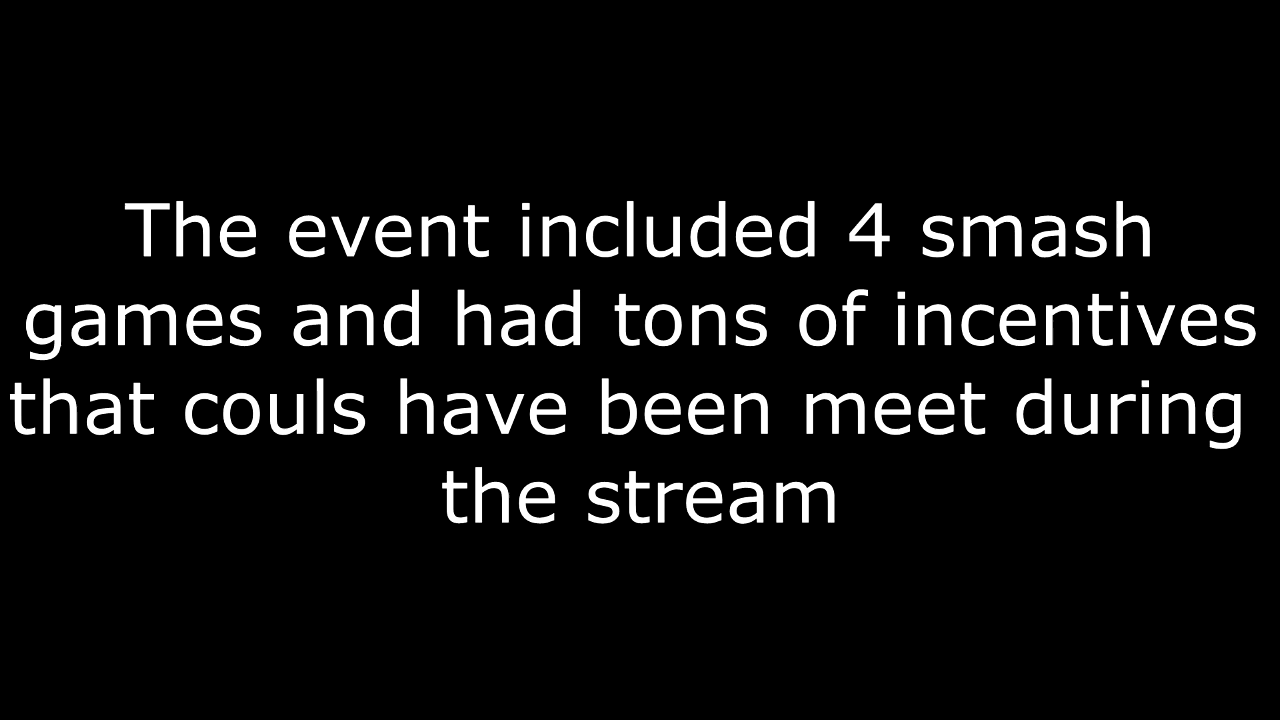 The event included 4 smash
games and had tons of incentives
that couls have been meet during
the stream